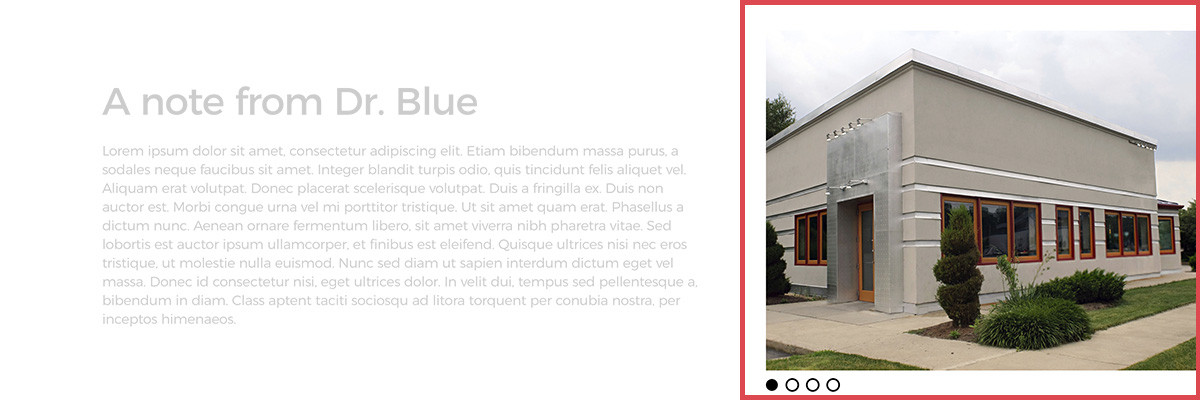 A note from Dr. Blue
Lorem ipsum dolor sit amet, consectetur adipiscing elit. Etiam bibendum massa purus, a
sodales neque faucibus sit amet. Integer blandit turpis odio, quis tincidunt felis aliquet vel.
Aliquam erat volutpat. Donec placerat scelerisque volutpat. Duis a fringilla ex. Duis non
auctor est. Morbi congue urna vel mi porttitor tristique. Ut sit amet quam erat. Phasellus a
dictum nunc. Aenean ornare fermentum libero, sit amet viverra nibh pharetra vitae. Sed
lobortis est auctor ipsum ullamcorper, et finibus est eleifend. Quisque ultrices nisi nec eros
tristique, ut molestie nulla euismod. Nunc sed diam ut sapien interdum dictum eget vel
massa. Donec id consectetur nisi, eget ultrices dolor. In velit dui, tempus sed pellentesque a,
bibendum in diam. Class aptent taciti sociosqu ad litora torquent per conubia nostra, per
inceptos himenaeos.